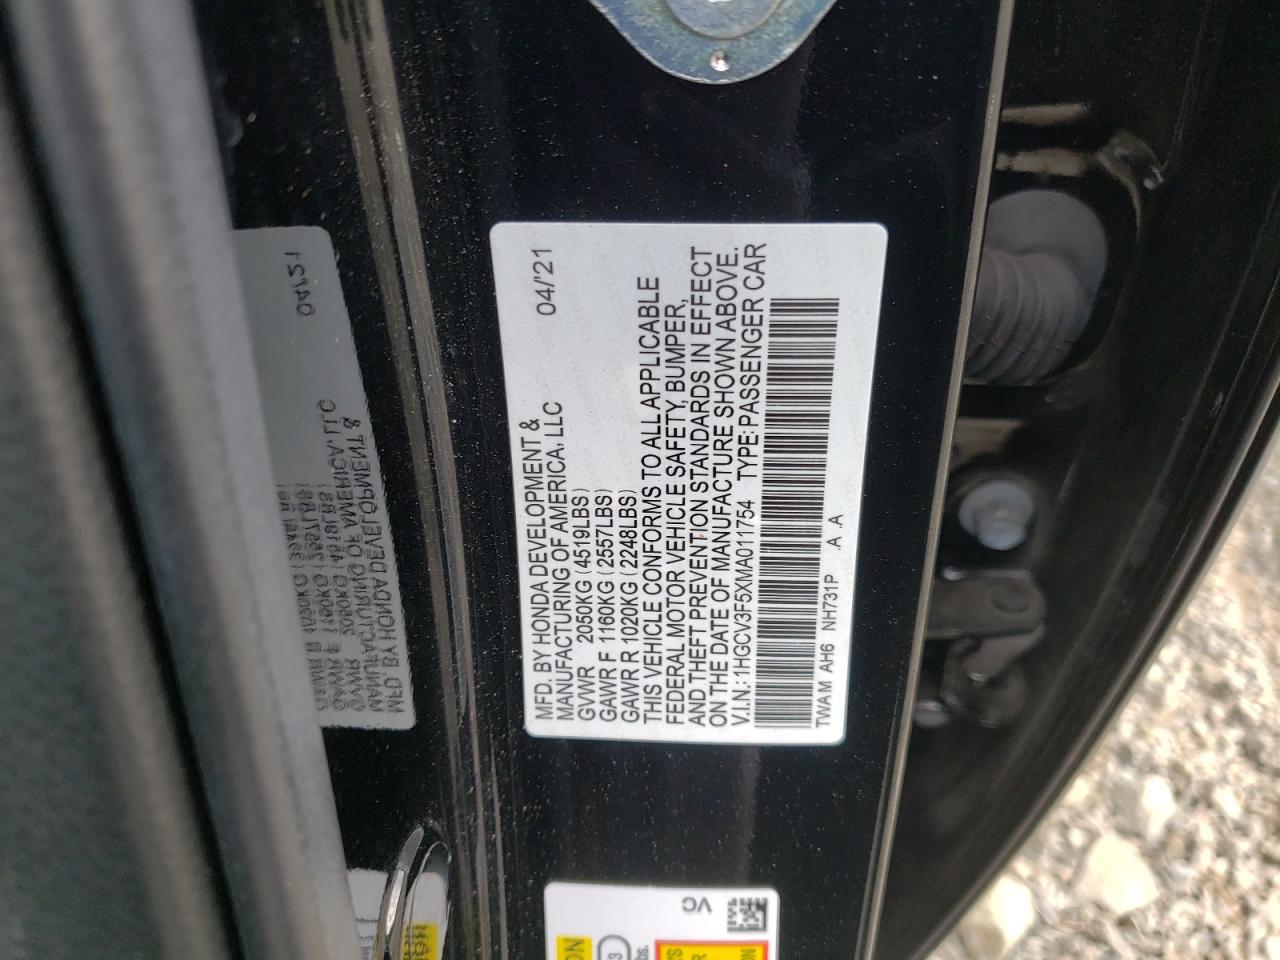 MFD. BY HONDA DEVELOPMENT &
MANUFACTURING OF AMERICA, LLC 04/'21
GVWR 2050KG (4519LBS)
GAWR F 1160KG (2557LBS)
GAWR R 1020KG (2248LBS)
THIS VEHICLE CONFORMS TO ALL APPLICABLE
FEDERAL MOTOR VEHICLE SAFETY, BUMPER,
AND THEFT PREVENTION STANDARDS IN EFFECT
ON THE DATE OF MANUFACTURE SHOWN ABOVE.
V.I.N.: 1HGCV3F5XMA011754 TYPE: PASSENGER CAR
TWAM AH6 NH731P .A .A
VC